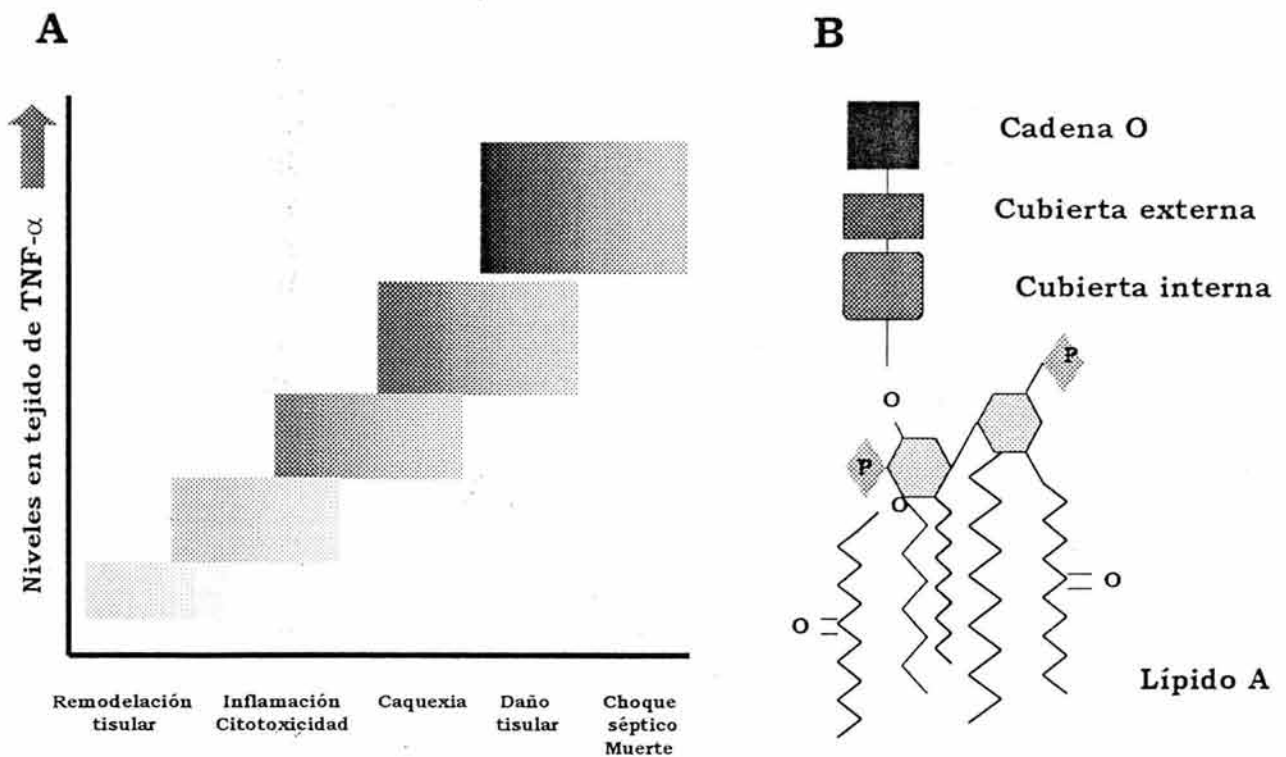 A
Niveles en tejido de TNF-α
Remodelación
tisular
Inflamación
Citotoxicidad
Caquexia
Daño
tisular
Choque
séptico
Muerte
B
Cadena O
Cubierta externa
Cubierta interna
P
O
P
O
O
O
Lípido A